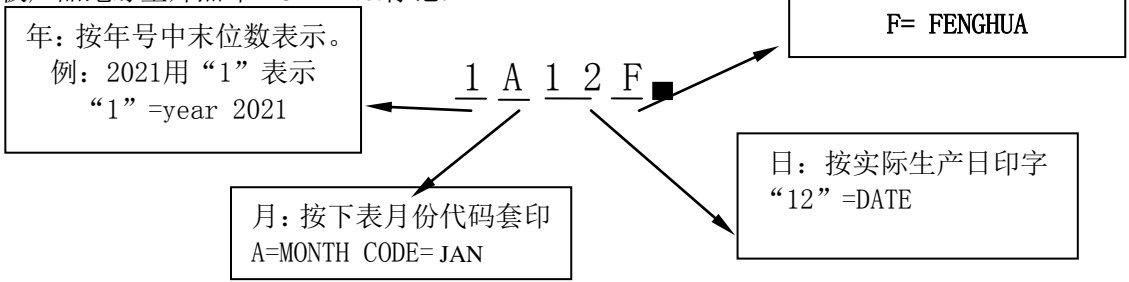 年：按年号中末位数表示。
例：2021用“1”表示
“1”=year 2021
F= FENGHUA
1 A 1 2 F■
月：按下表月份代码套印
A=MONTH CODE= JAN
日：按实际生产日印字
“12”=DATE